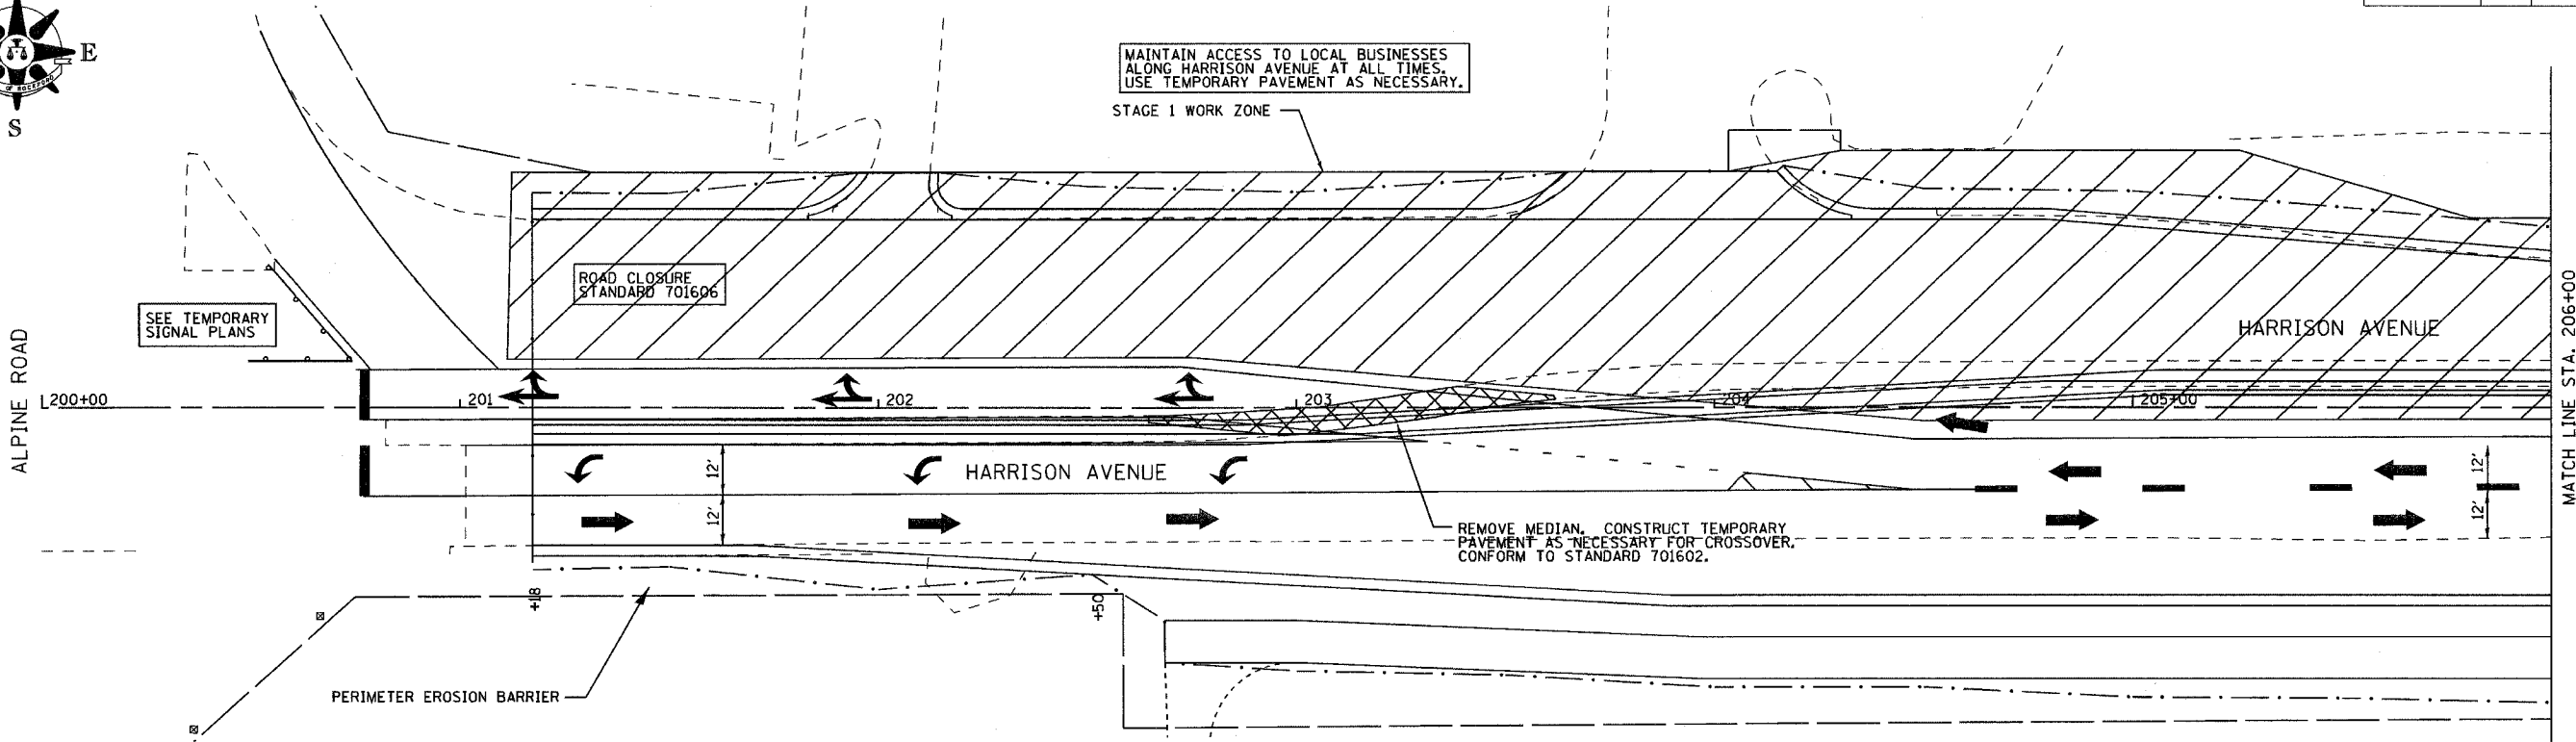 E
S
OF ROCKFORD
MAINTAIN ACCESS TO LOCAL BUSINESSES
ALONG HARRISON AVENUE AT ALL TIMES.
USE TEMPORARY PAVEMENT AS NECESSARY.
STAGE 1 WORK ZONE
ROAD CLOSURE
STANDARD 701606
SEE TEMPORARY
SIGNAL PLANS
HARRISON AVENUE
ALPINE ROAD
MATCH LINE STA. 206+00
200+00
201
202
203
204
205+00
HARRISON AVENUE
12'
12'
12'
12'
REMOVE MEDIAN. CONSTRUCT TEMPORARY
PAVEMENT AS NECESSARY FOR CROSSOVER.
CONFORM TO STANDARD 701602.
+18
+50
PERIMETER EROSION BARRIER